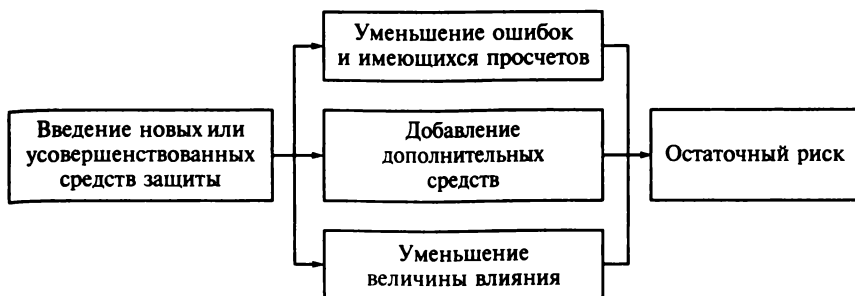 Уменьшение ошибок
и имеющихся просчетов
Введение новых или
усовершенствованных
средств защиты
Добавление
дополнительных
средств
Остаточный риск
Уменьшение
величины влияния